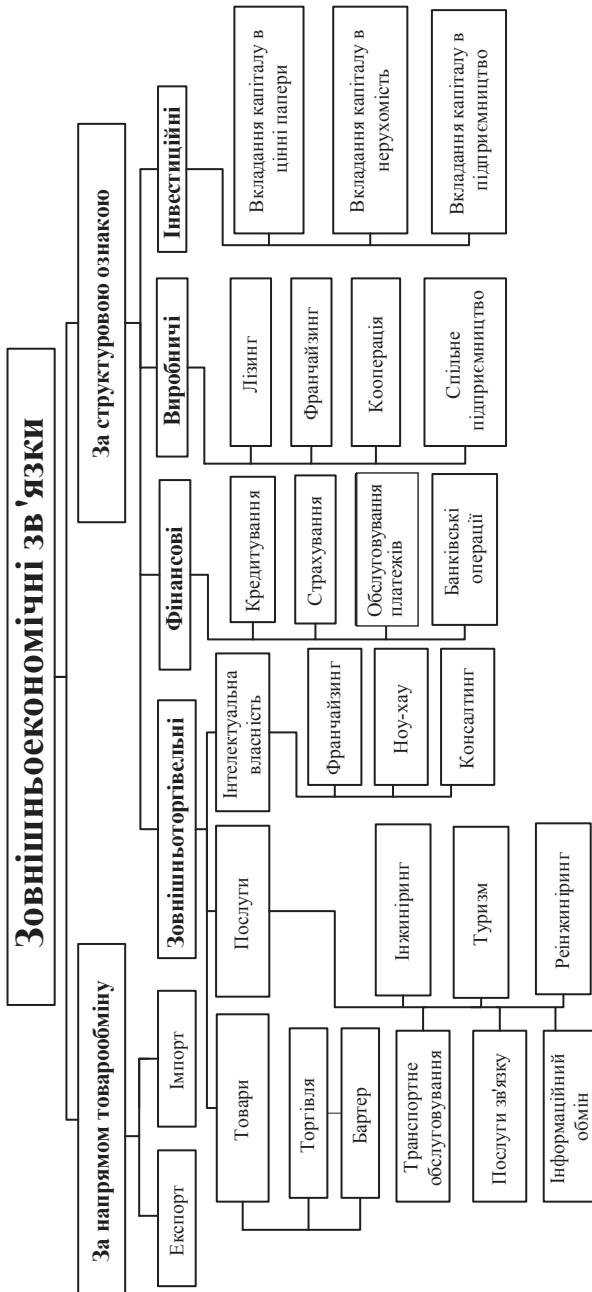 Зовнішньоекономічні зв'язки
За напрямом товарообміну
Експорт
Імпорт
За структуровою ознакою
Зовнішньоторгівельні
Товари
Торгівля
Бартер
Послуги
Транспортне
обслуговування
Послуги зв'язку
Інформаційний
обмін
Інжиніринг
Туризм
Реінжиніринг
Інтелектуальна
власність
Франчайзинг
Ноу-хау
Консалтинг
Фінансові
Кредитування
Страхування
Обслуговування
платежів
Банківські
операції
Виробничі
Лізинг
Франчайзинг
Кооперація
Спільне
підприємництво
Інвестиційні
Вкладання капіталу в
цінні папери
Вкладання капіталу в
нерухомість
Вкладання капіталу в
підприємництво